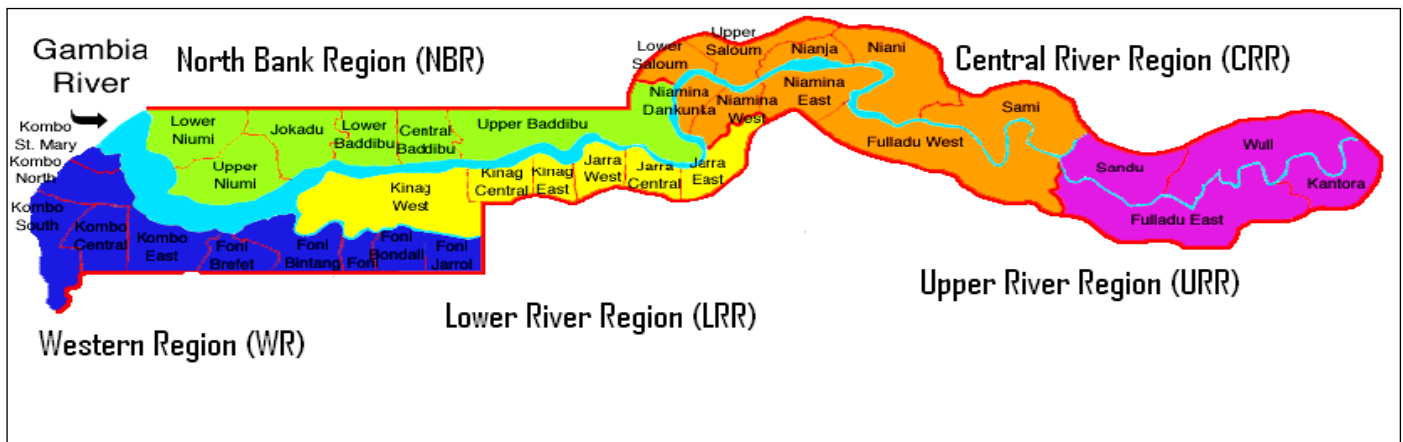 Gambia
River
North Bank Region (NBR)
Central River Region (CRR)
Kombo
St. Mary
Kombo
North
Kombo
South
Kombo
Central
Kombo
East
Foni
Brefet
Foni
Bintang
Foni
Foni
Bondali
Foni
Jarrol
Lower
Niumi
Upper
Niumi
Jokadu
Lower
Baddibu
Central
Baddibu
Upper Baddibu
Kinag
West
Kinag
Central
Kinag
East
Jarra
West
Jarra
Central
Jarra
East
Lower
Saloum
Upper
Saloum
Nianja
Niani
Niamina
Dankunka
Niamina
West
Niamina
East
Fulladu West
Sami
Sandu
Wull
Kantora
Fulladu East
Upper River Region (URR)
Lower River Region (LRR)
Western Region (WR)